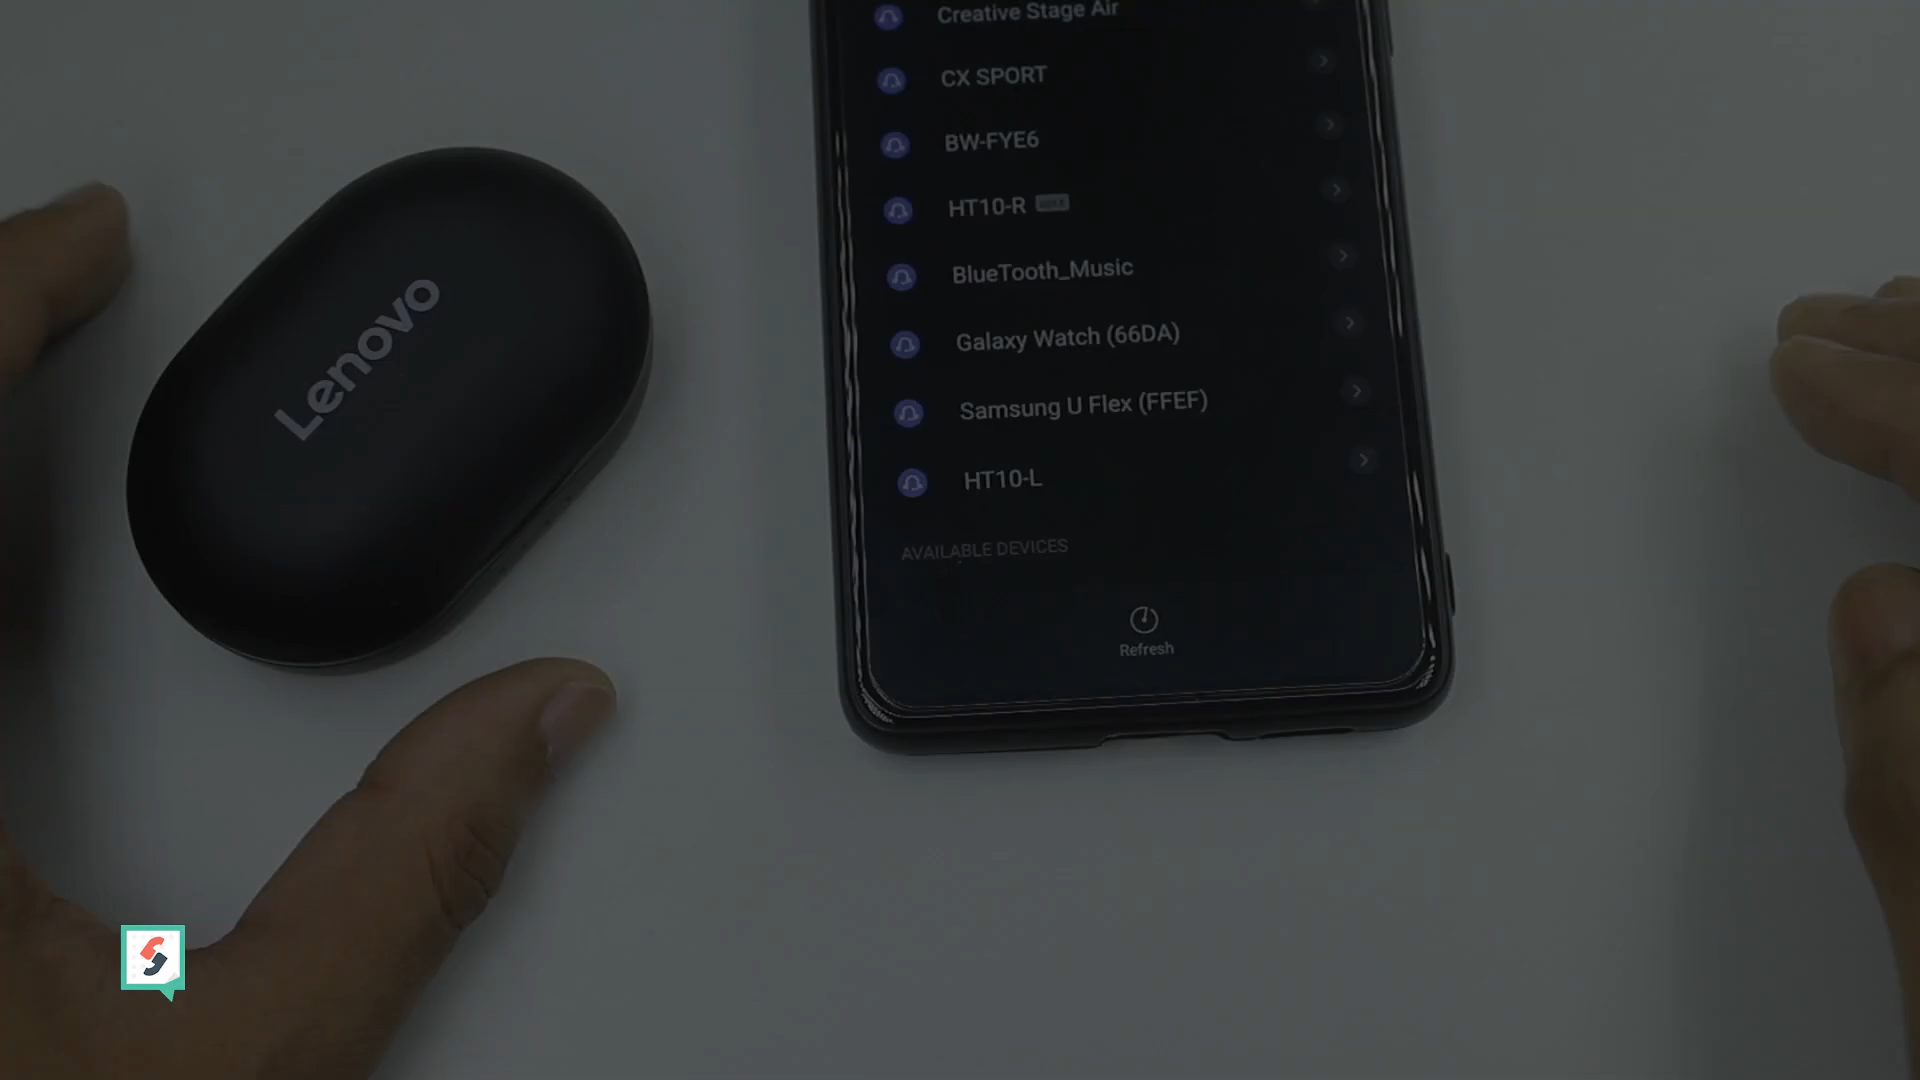 Creative Stage Air
CX SPORT
BW-FYE6
HT10-R
BlueTooth_Music
Galaxy Watch (66DA)
Samsung U Flex (FFEF)
HT10-L
AVAILABLE DEVICES
Refresh
Lenovo